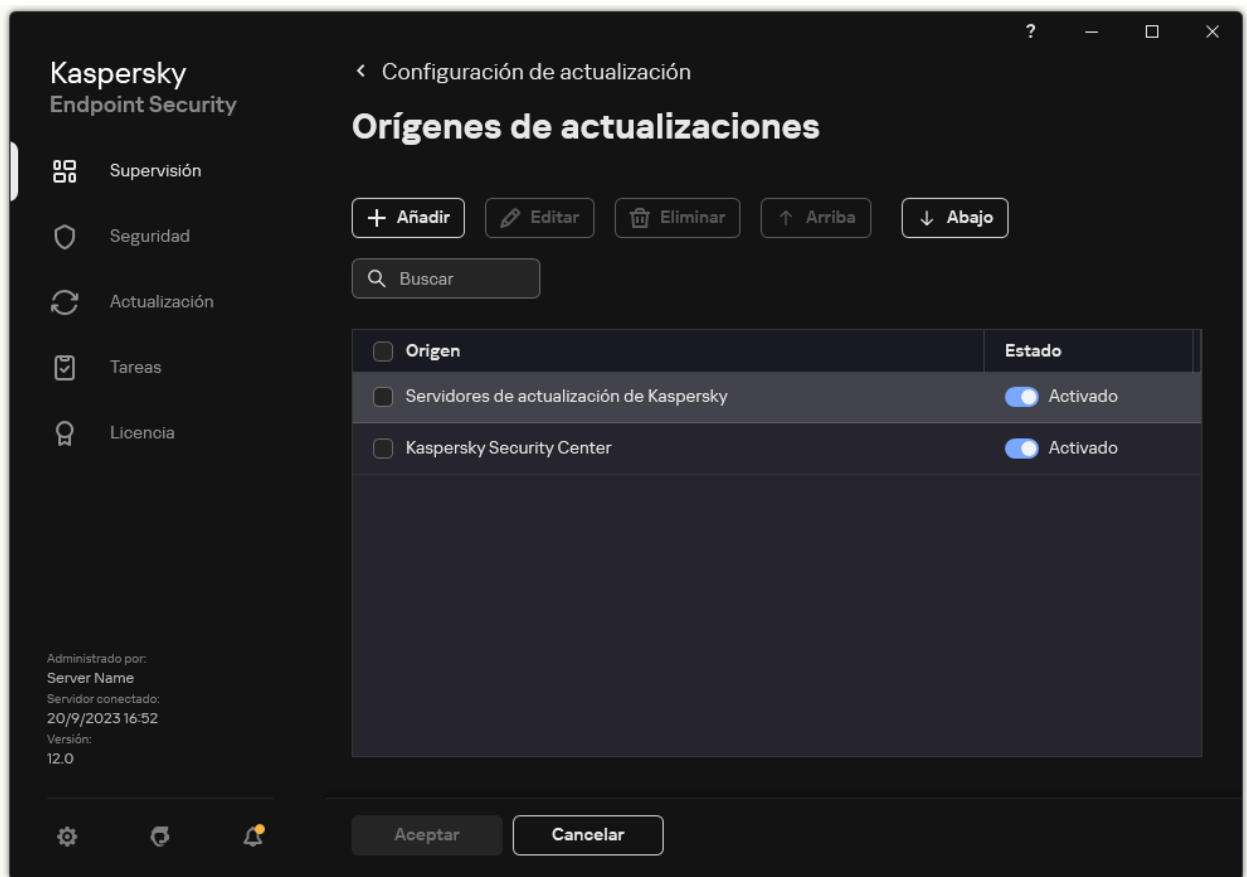 ?
Kaspersky
Endpoint Security
Supervisión
Seguridad
Actualización
Tareas
Licencia
Administrado por:
Server Name
Servidor conectado:
20/9/2023 16:52
Versión:
12.0
Configuración de actualización
Orígenes de actualizaciones
Añadir Editar Eliminar Arriba Abajo
Buscar
Origen Estado
Servidores de actualización de Kaspersky Activado
Kaspersky Security Center Activado
Aceptar Cancelar